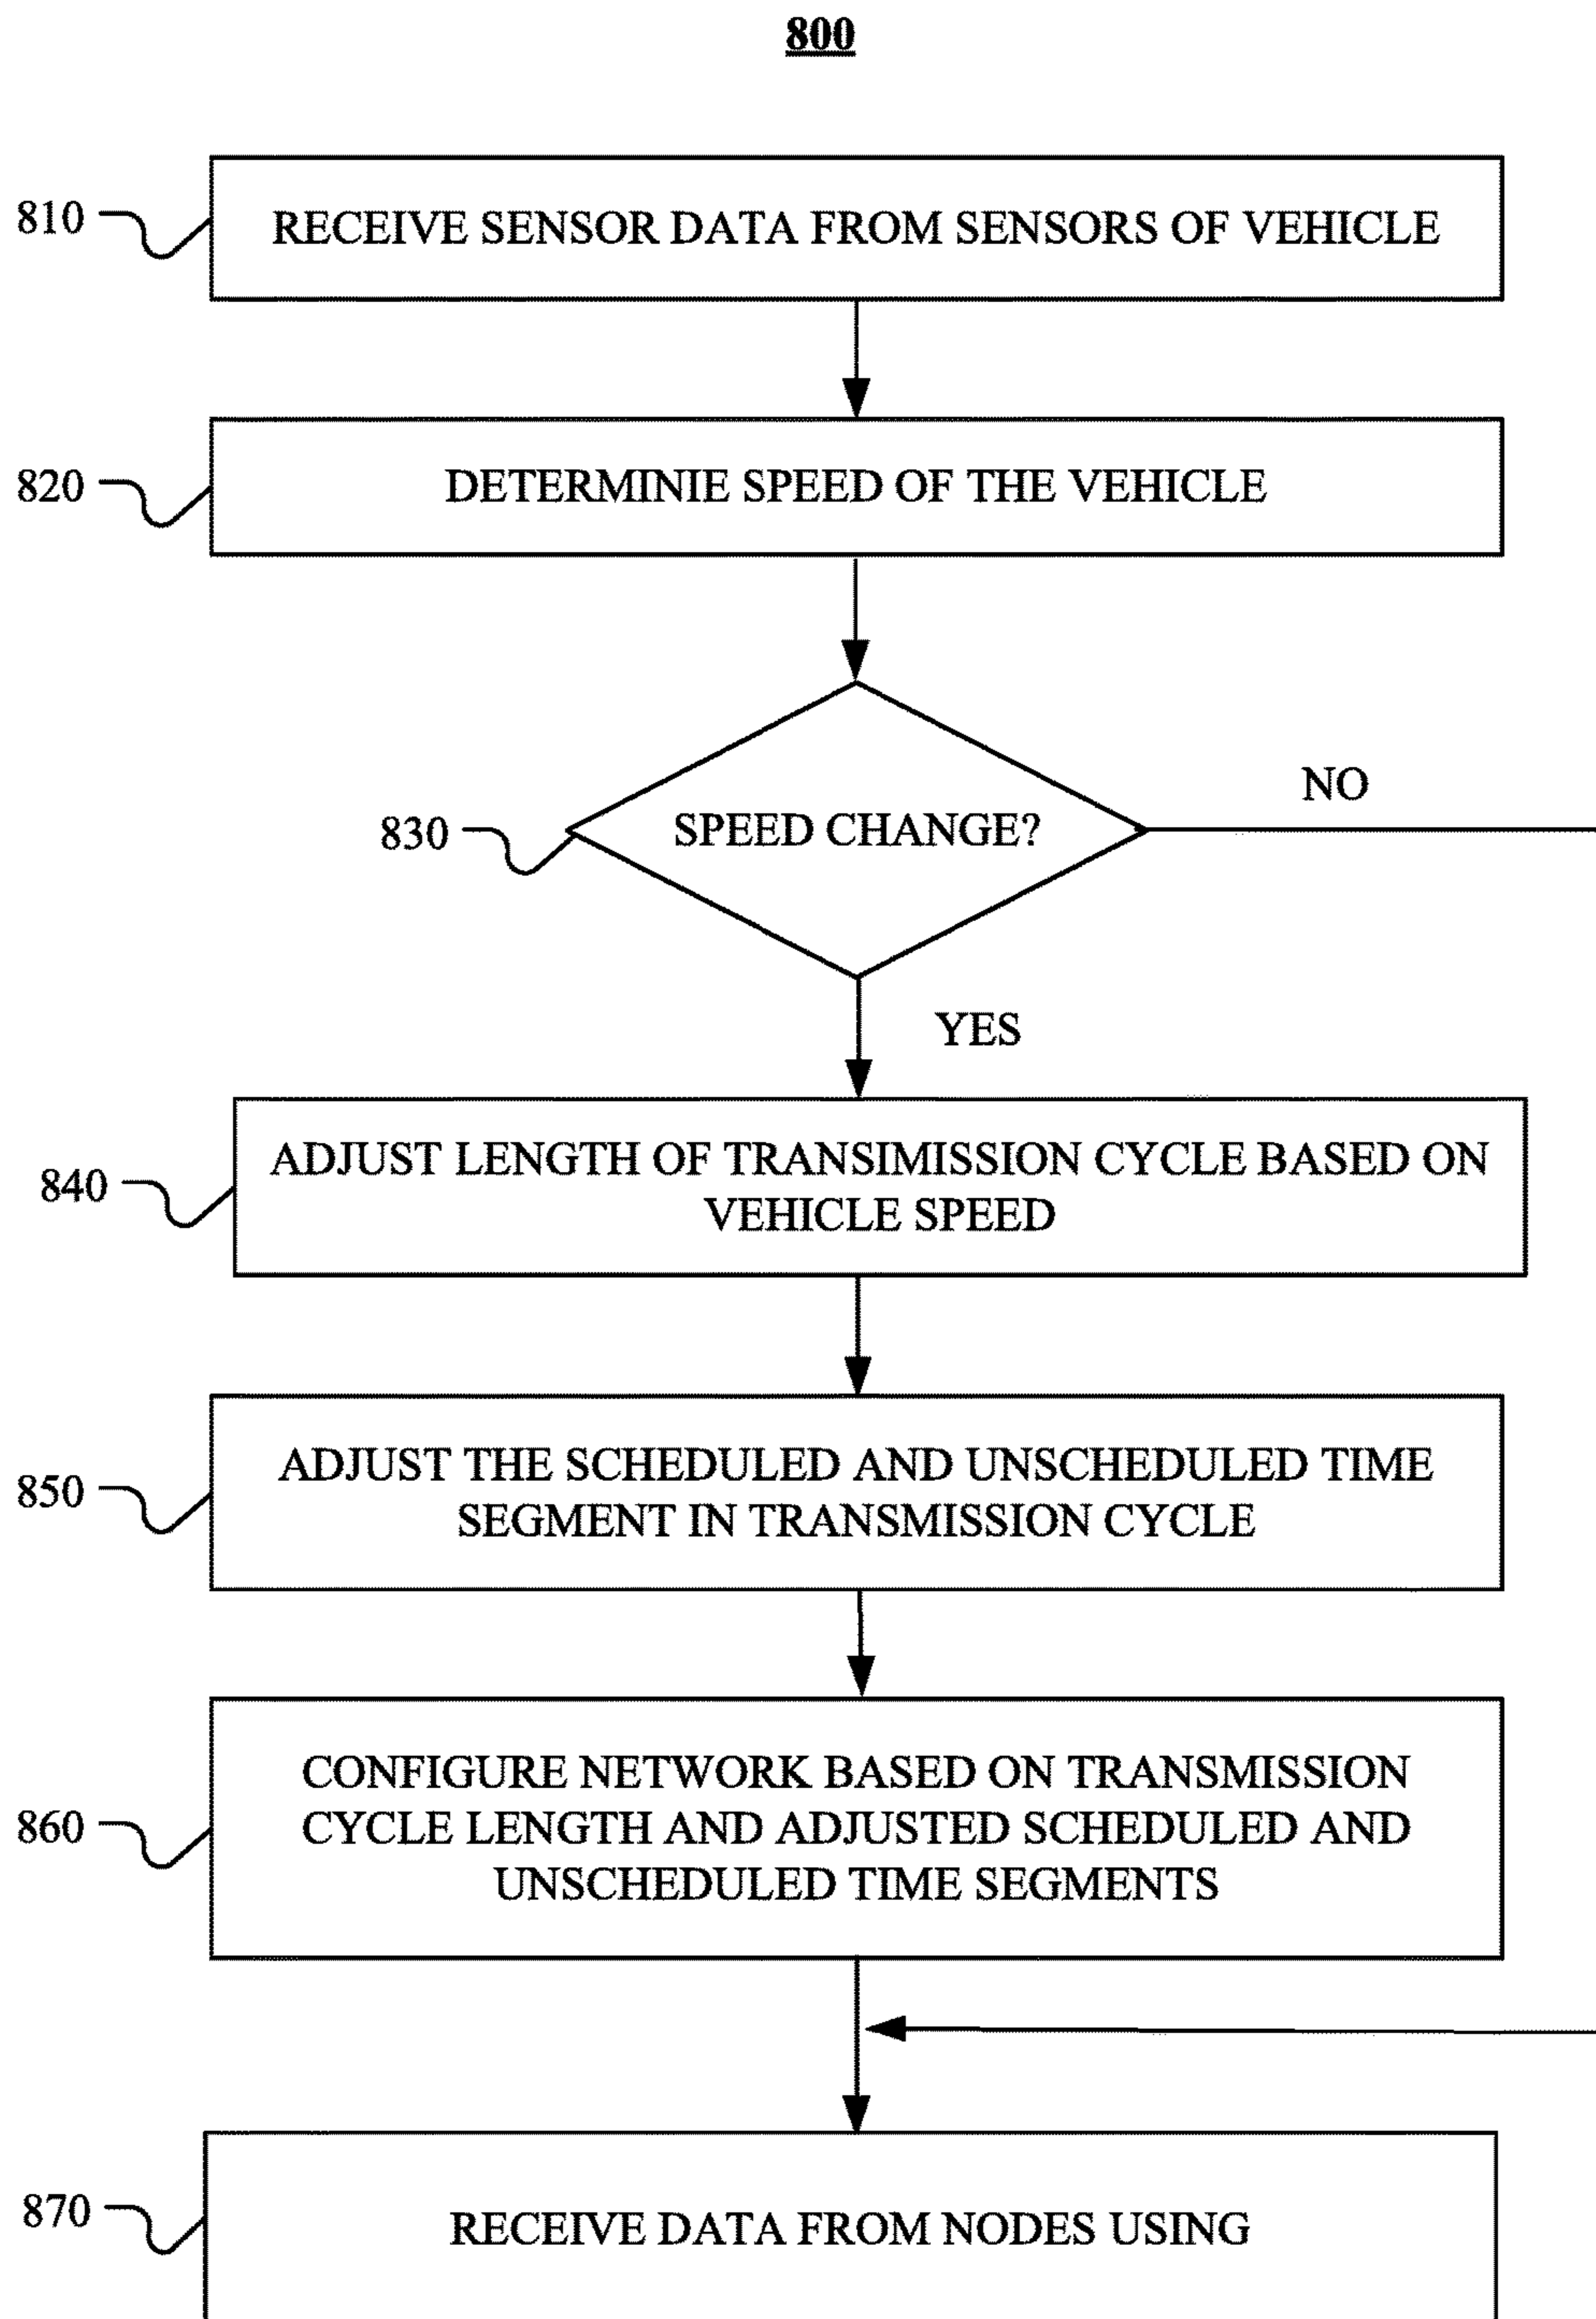 800
810
RECEIVE SENSOR DATA FROM SENSORS OF VEHICLE
820
DETERMINIE SPEED OF THE VEHICLE
830
SPEED CHANGE?
NO
YES
840
ADJUST LENGTH OF TRANSIMISSION CYCLE BASED ON
VEHICLE SPEED
850
ADJUST THE SCHEDULED AND UNSCHEDULED TIME
SEGMENT IN TRANSMISSION CYCLE
860
CONFIGURE NETWORK BASED ON TRANSMISSION
CYCLE LENGTH AND ADJUSTED SCHEDULED AND
UNSCHEDULED TIME SEGMENTS
870
RECEIVE DATA FROM NODES USING